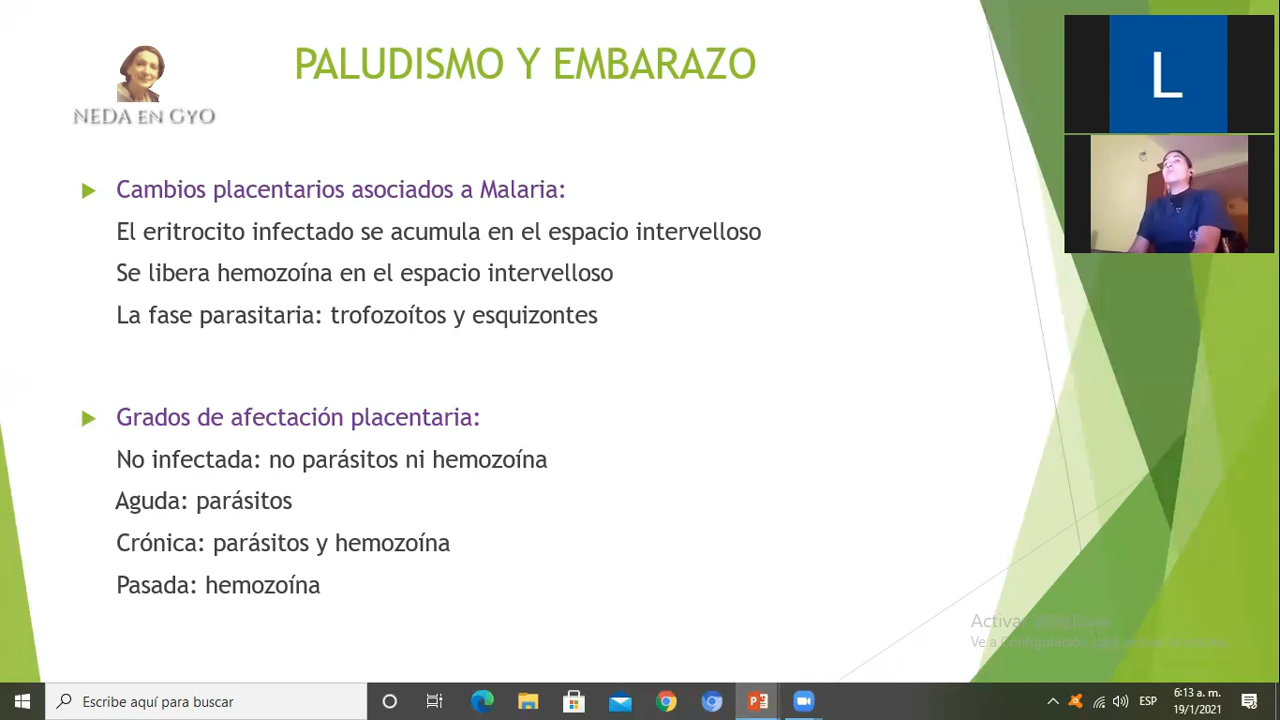 PALUDISMO Y EMBARAZO
NEDA EN GYO
L
Cambios placentarios asociados a Malaria:
El eritrocito infectado se acumula en el espacio intervelloso
Se libera hemozoína en el espacio intervelloso
La fase parasitaria: trofozoítos y esquizontes
Grados de afectación placentaria:
No infectada: no parásitos ni hemozoína
Aguda: parásitos
Crónica: parásitos y hemozoína
Pasada: hemozoína
Activar Windows
Ve a Configuración para
Escribe aquí para buscar
ESP
6:13 a. m.
19/1/2021